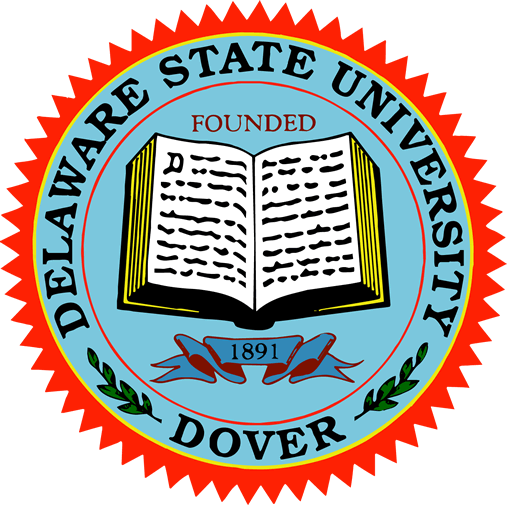 DELAWARE STATE UNIVERSITY
FOUNDED
1891
DOVER